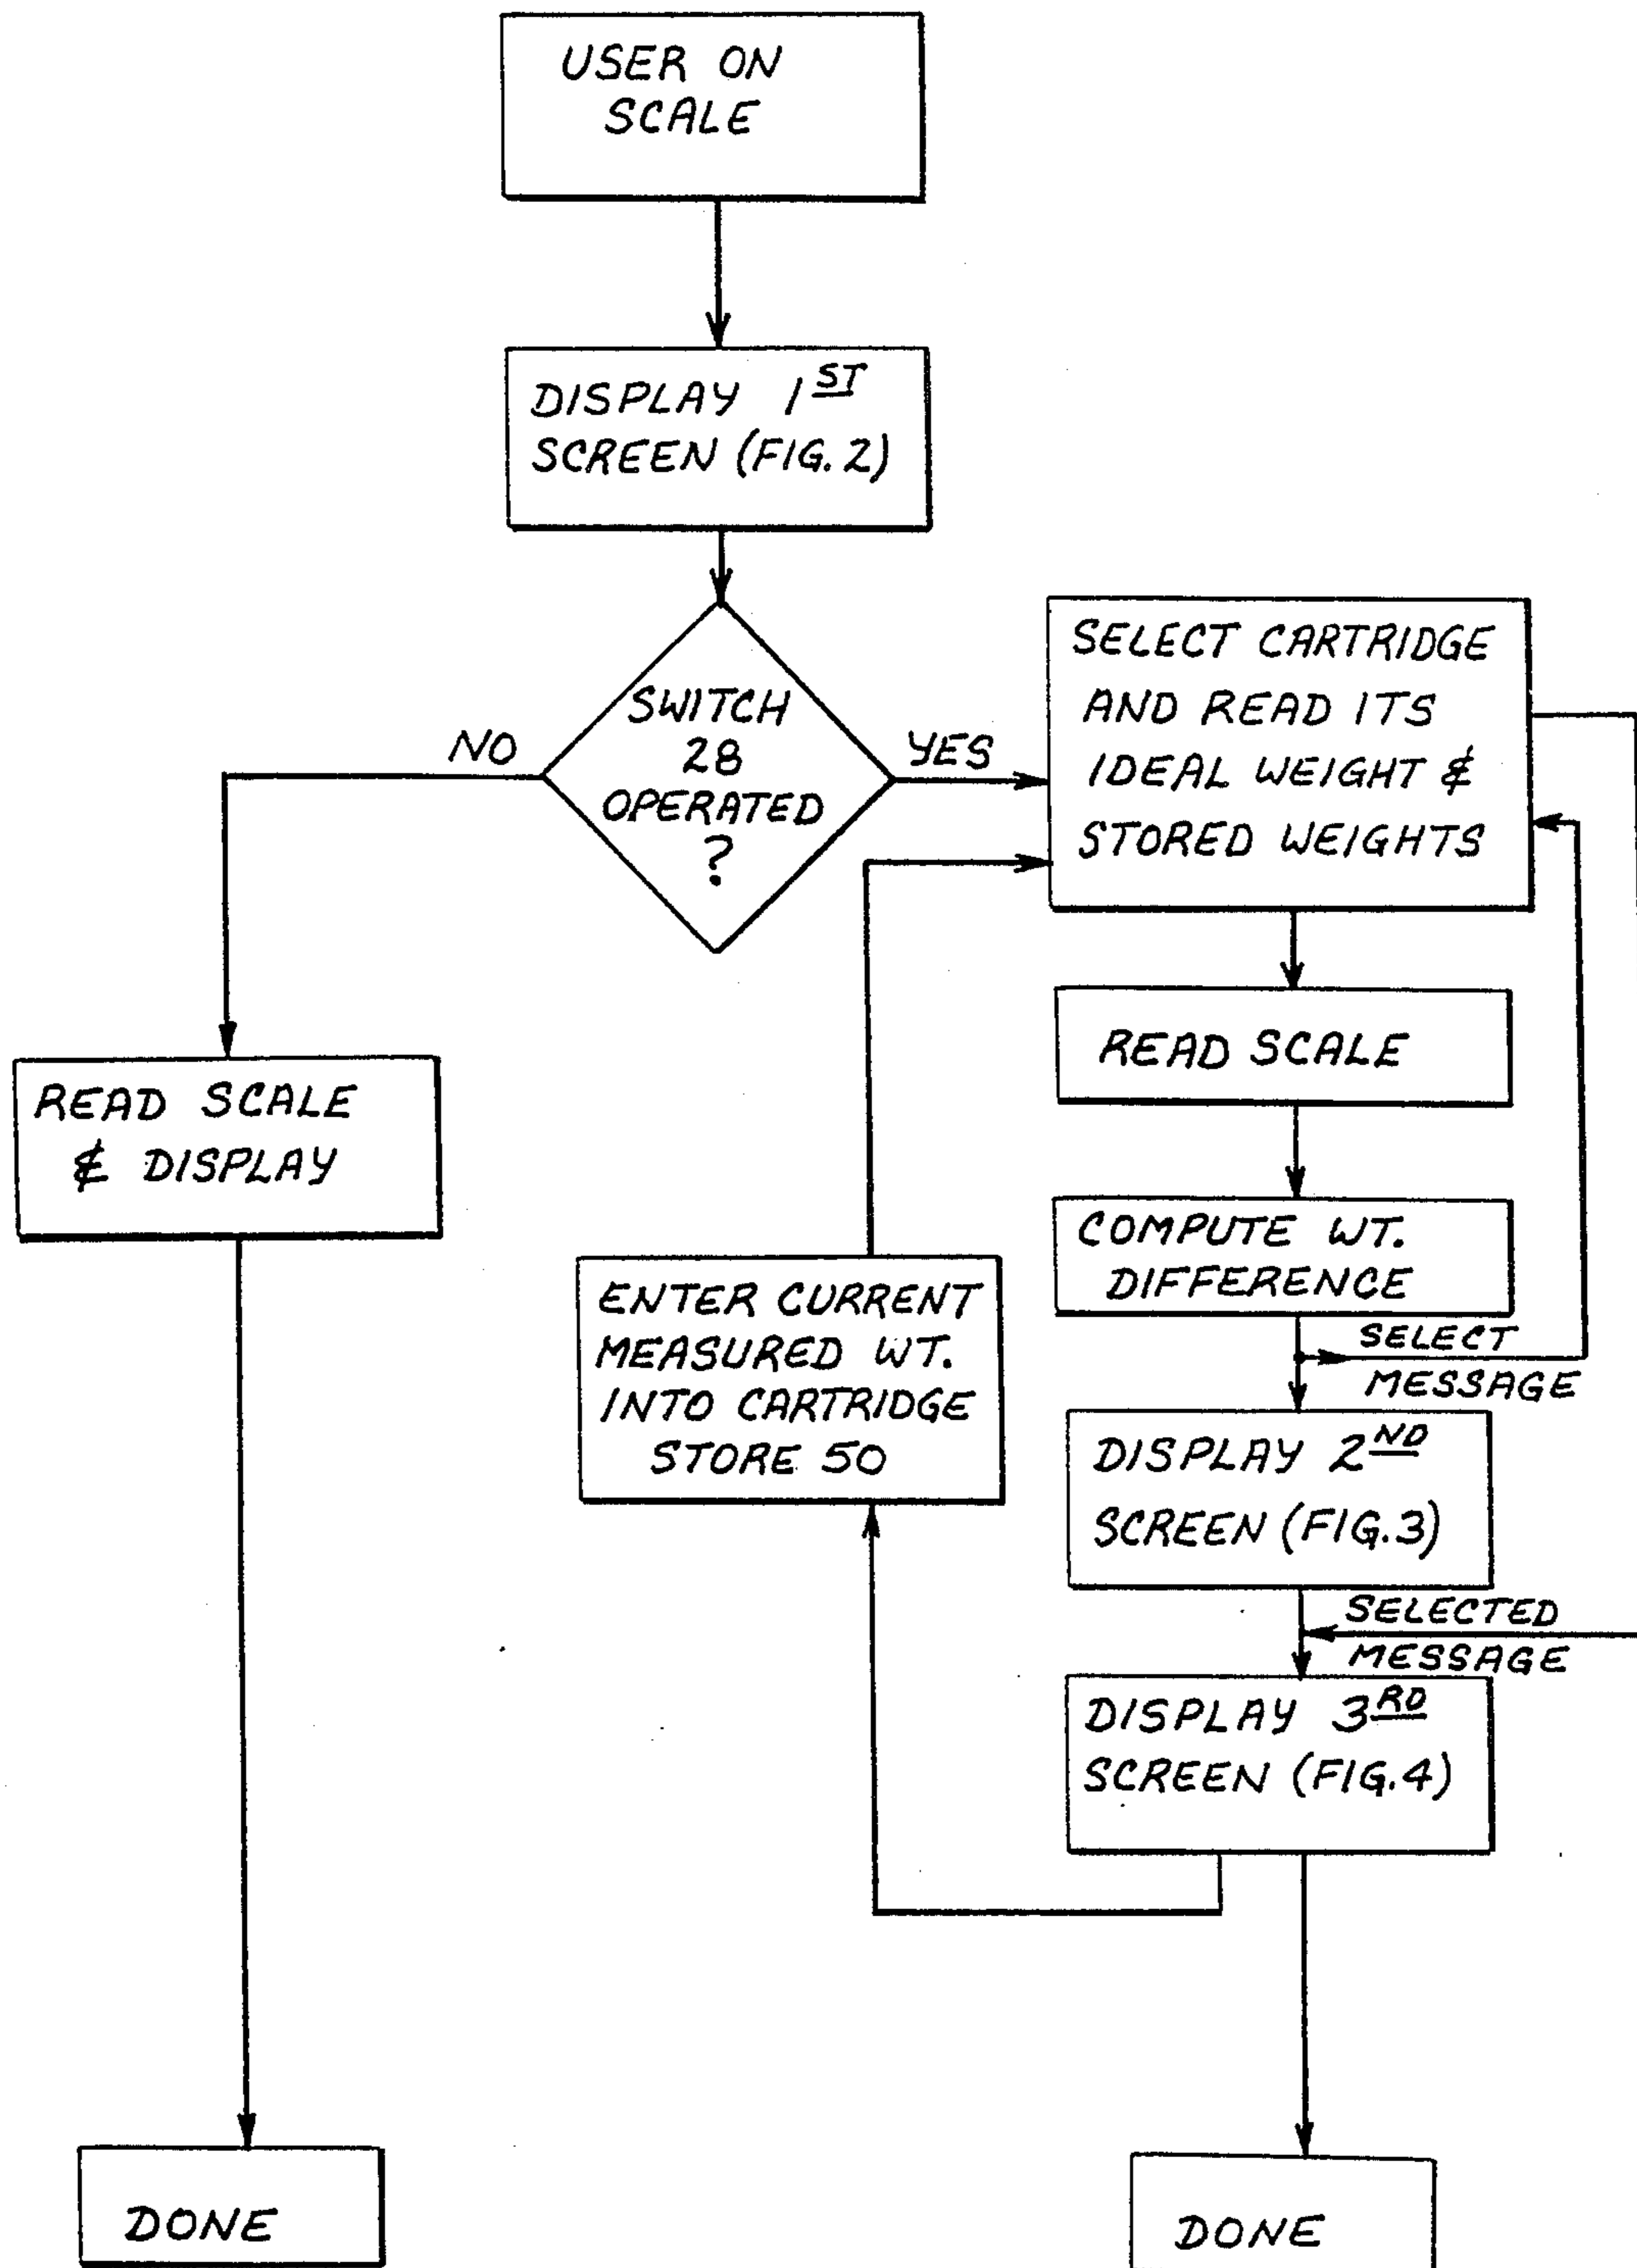 USER ON
SCALE
DISPLAY 1ST
SCREEN (FIG. 2)
SWITCH
28
OPERATED
?
NO
YES
SELECT CARTRIDGE
AND READ ITS
IDEAL WEIGHT &
STORED WEIGHTS
READ SCALE
& DISPLAY
READ SCALE
COMPUTE WT.
DIFFERENCE
SELECT
MESSAGE
ENTER CURRENT
MEASURED WT.
INTO CARTRIDGE
STORE 50
DISPLAY 2ND
SCREEN (FIG.3)
SELECTED
MESSAGE
DISPLAY 3RD
SCREEN (FIG.4)
DONE
DONE